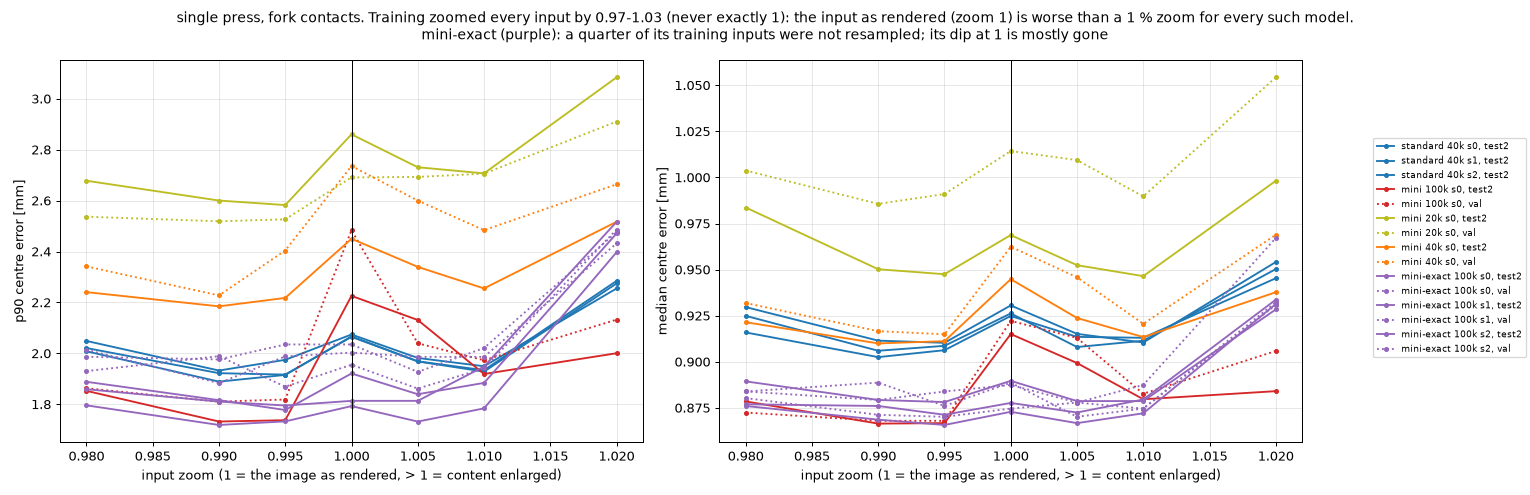 single press, fork contacts. Training zoomed every input by 0.97-1.03 (never exactly 1): the input as rendered (zoom 1) is worse than a 1 % zoom for every such model.
mini-exact (purple): a quarter of its training inputs were not resampled; its dip at 1 is mostly gone
p90 centre error [mm]
3.0
2.8
2.6
2.4
2.2
2.0
1.8
0.980
0.985
0.990
0.995
1.000
1.005
1.010
1.015
1.020
input zoom (1 = the image as rendered, > 1 = content enlarged)
median centre error [mm]
1.050
1.025
1.000
0.975
0.950
0.925
0.900
0.875
0.980
0.985
0.990
0.995
1.000
1.005
1.010
1.015
1.020
input zoom (1 = the image as rendered, > 1 = content enlarged)
standard 40k s0, test2
standard 40k s1, test2
standard 40k s2, test2
mini 100k s0, test2
mini 100k s0, val
mini 20k s0, test2
mini 20k s0, val
mini 40k s0, test2
mini 40k s0, val
mini-exact 100k s0, test2
mini-exact 100k s0, val
mini-exact 100k s1, test2
mini-exact 100k s1, val
mini-exact 100k s2, test2
mini-exact 100k s2, val